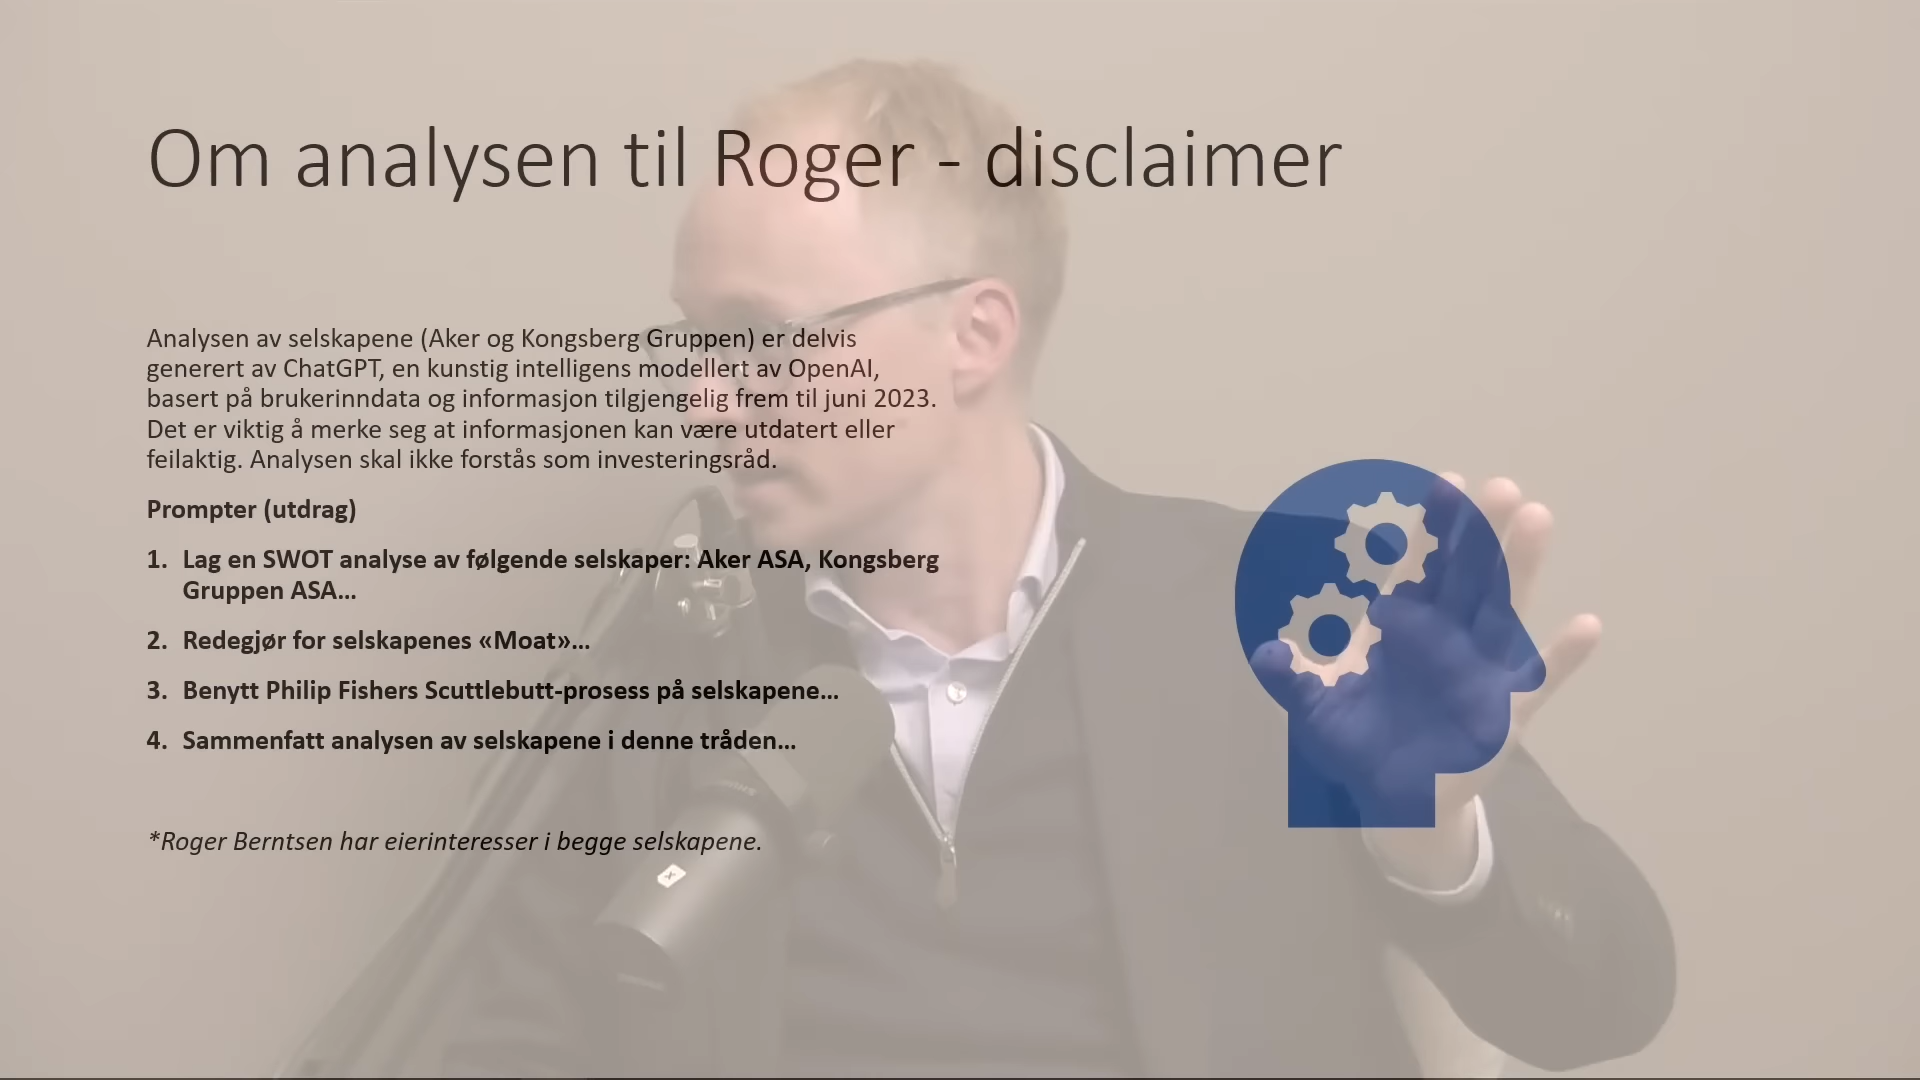 Om analysen til Roger - disclaimer
Analysen av selskapene (Aker og Kongsberg Gruppen) er delvis
generert av ChatGPT, en kunstig intelligens modellert av OpenAI,
basert på brukerinndata og informasjon tilgjengelig frem til juni 2023.
Det er viktig å merke seg at informasjonen kan være utdatert eller
feilaktig. Analysen skal ikke forstås som investeringsråd.
Prompter (utdrag)
1. Lag en SWOT analyse av følgende selskaper: Aker ASA, Kongsberg
Gruppen ASA...
2. Redegjør for selskapenes «Moat»...
3. Benytt Philip Fishers Scuttlebutt-prosess på selskapene...
4. Sammenfatt analysen av selskapene i denne tråden...
*Roger Berntsen har eierinteresser i begge selskapene.